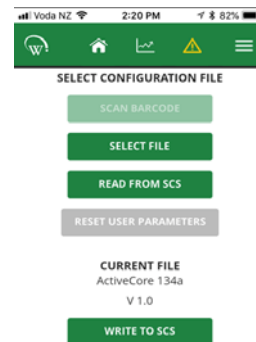 Voda NZ 2:20 PM 82%
W
SELECT CONFIGURATION FILE
SCAN BARCODE
SELECT FILE
READ FROM SCS
RESET USER PARAMETERS
CURRENT FILE
ActiveCore 134a
V 1.0
WRITE TO SCS